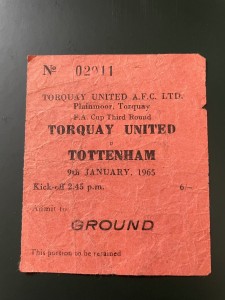 No 02911
TORQUAY UNITED A.F.C. LTD.
Plainmoor, Torquay
F.A. Cup Third Round
TORQUAY UNITED
v
TOTTENHAM
9th JANUARY, 1965
Kick-off 2.45 p.m. 6/-
Admit to
GROUND
This portion to be retained